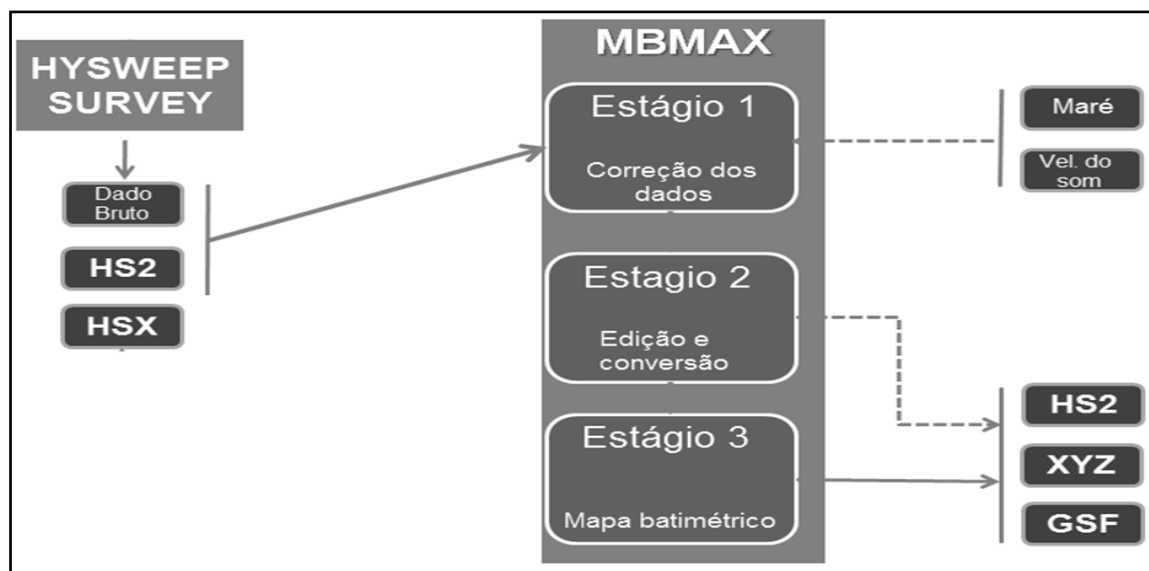 HYSWEEP
SURVEY
Dado
Bruto
HS2
HSX
MBMAX
Estágio 1
Correção dos
dados
Estagio 2
Edição e
conversão
Estágio 3
Mapa batimétrico
Maré
Vel. do
som
HS2
XYZ
GSF